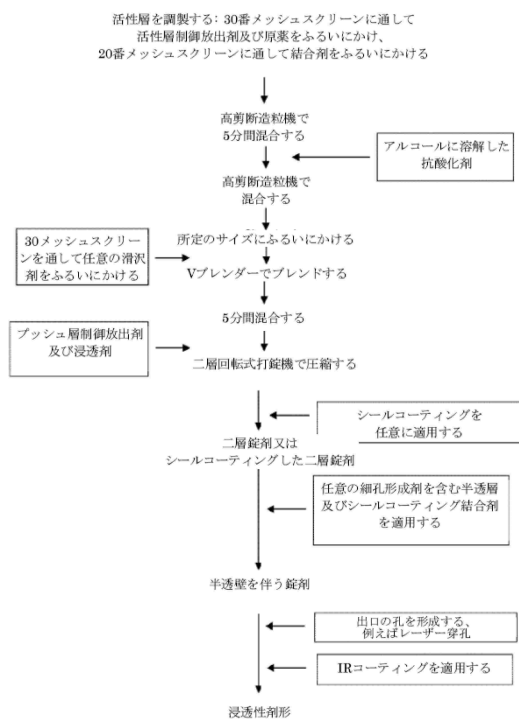 活性層を調製する: 30番メッシュスクリーンに通して
活性層制御放出剤及び原薬をふるいにかけ、
20番メッシュスクリーンに通して結合剤をふるいにかける
高剪断造粒機で
5分間混合する
アルコールに溶解した
抗酸化剤
高剪断造粒機で
混合する
所定のサイズにふるいにかける
30メッシュスクリー
ンを通して任意の滑沢
剤をふるいにかける
Vブレンダーでブレンドする
5分間混合する
プッシュ層制御放出剤
及び浸透剤
二層回転式打錠機で圧縮する
シールコーティングを
任意に適用する
二層錠剤又は
シールコーティングした二層錠剤
任意の細孔形成剤を含む半透層
及びシールコーティング結合剤
を適用する
半透壁を伴う錠剤
出口の孔を形成する、
例えばレーザー穿孔
IRコーティングを適用する
浸透性剤形